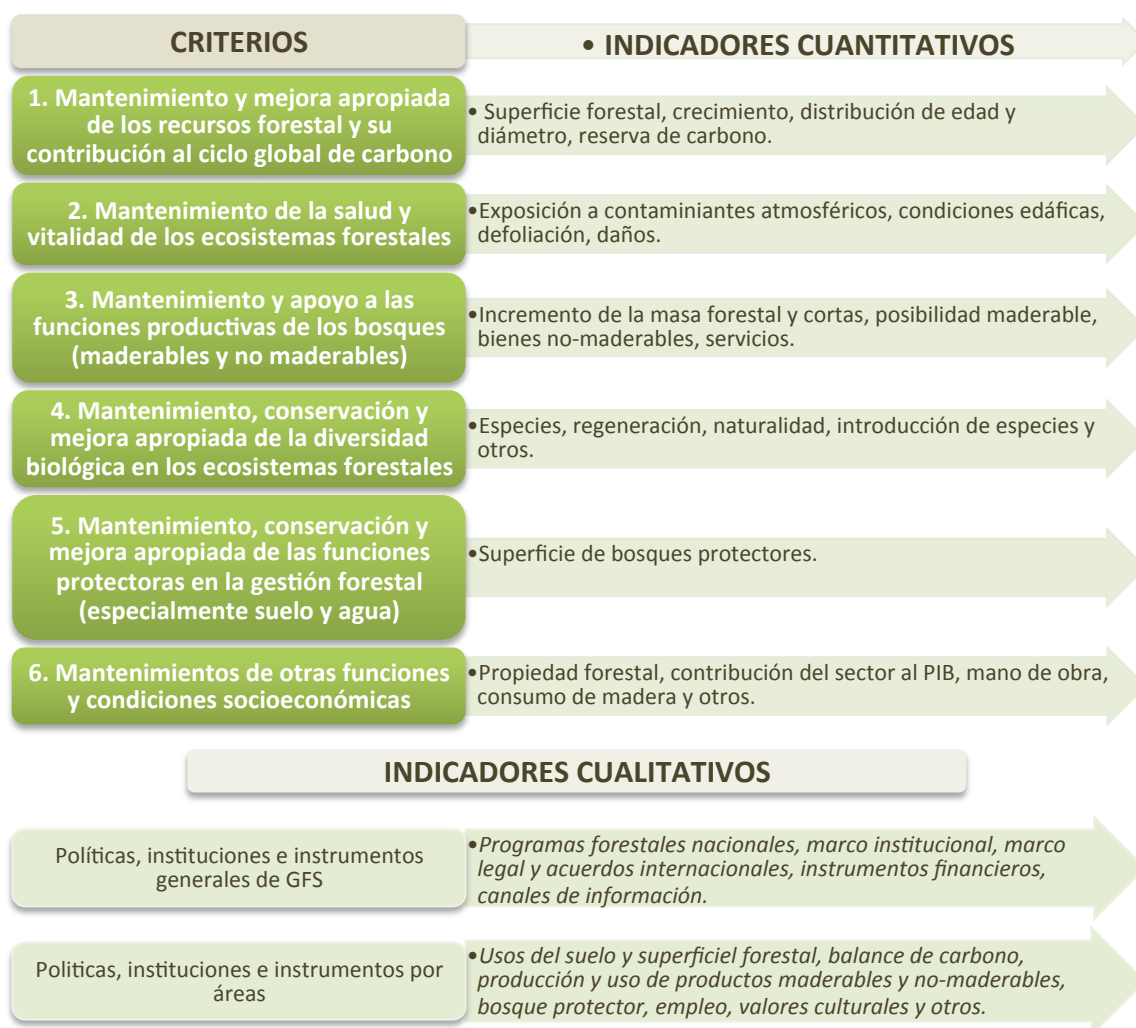 CRITERIOS
• INDICADORES CUANTITATIVOS
1. Mantenimiento y mejora apropiada
de los recursos forestal y su
contribución al ciclo global de carbono
• Superficie forestal, crecimiento, distribución de edad y
diámetro, reserva de carbono.
2. Mantenimiento de la salud y
vitalidad de los ecosistemas forestales
•Exposición a contaminiantes atmosféricos, condiciones edáficas,
defoliación, daños.
3. Mantenimiento y apoyo a las
funciones productivas de los bosques
(maderables y no maderables)
•Incremento de la masa forestal y cortas, posibilidad maderable,
bienes no-maderables, servicios.
4. Mantenimiento, conservación y
mejora apropiada de la diversidad
biológica en los ecosistemas forestales
•Especies, regeneración, naturalidad, introducción de especies y
otros.
5. Mantenimiento, conservación y
mejora apropiada de las funciones
protectoras en la gestión forestal
(especialmente suelo y agua)
•Superficie de bosques protectores.
6. Mantenimientos de otras funciones
y condiciones socioeconómicas
•Propiedad forestal, contribución del sector al PIB, mano de obra,
consumo de madera y otros.
INDICADORES CUALITATIVOS
Políticas, instituciones e instrumentos
generales de GFS
•Programas forestales nacionales, marco institucional, marco
legal y acuerdos internacionales, instrumentos financieros,
canales de información.
Politicas, instituciones e instrumentos por
áreas
•Usos del suelo y superficiel forestal, balance de carbono,
producción y uso de productos maderables y no-maderables,
bosque protector, empleo, valores culturales y otros.